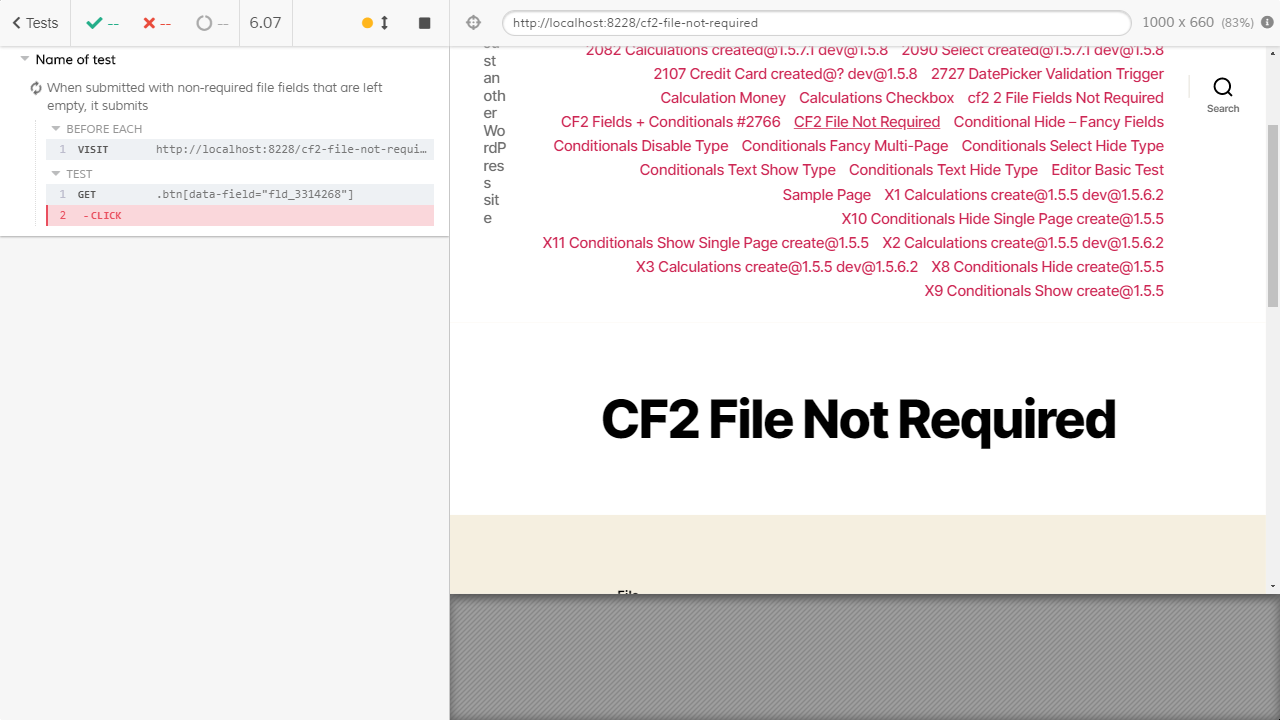 Tests
--
--
--
6.07
http://localhost:8228/cf2-file-not-required
1000 x 660 (83%)
Name of test
When submitted with non-required file fields that are left
empty, it submits
BEFORE EACH
1 VISIT http://localhost:8228/cf2-file-not-requi…
TEST
1 GET .btn[data-field="fld_3314268"]
2 -CLICK
st
an
oth
er
Wo
rdP
res
s
sit
e
2082 Calculations created@1.5.7.1 dev@1.5.8 2090 Select created@1.5.7.1 dev@1.5.8
2107 Credit Card created@? dev@1.5.8 2727 DatePicker Validation Trigger
Calculation Money Calculations Checkbox cf2 2 File Fields Not Required
CF2 Fields + Conditionals #2766 CF2 File Not Required Conditional Hide – Fancy Fields
Conditionals Disable Type Conditionals Fancy Multi-Page Conditionals Select Hide Type
Conditionals Text Show Type Conditionals Text Hide Type Editor Basic Test
Sample Page X1 Calculations create@1.5.5 dev@1.5.6.2
X10 Conditionals Hide Single Page create@1.5.5
X11 Conditionals Show Single Page create@1.5.5 X2 Calculations create@1.5.5 dev@1.5.6.2
X3 Calculations create@1.5.5 dev@1.5.6.2 X8 Conditionals Hide create@1.5.5
X9 Conditionals Show create@1.5.5
Search
CF2 File Not Required
File